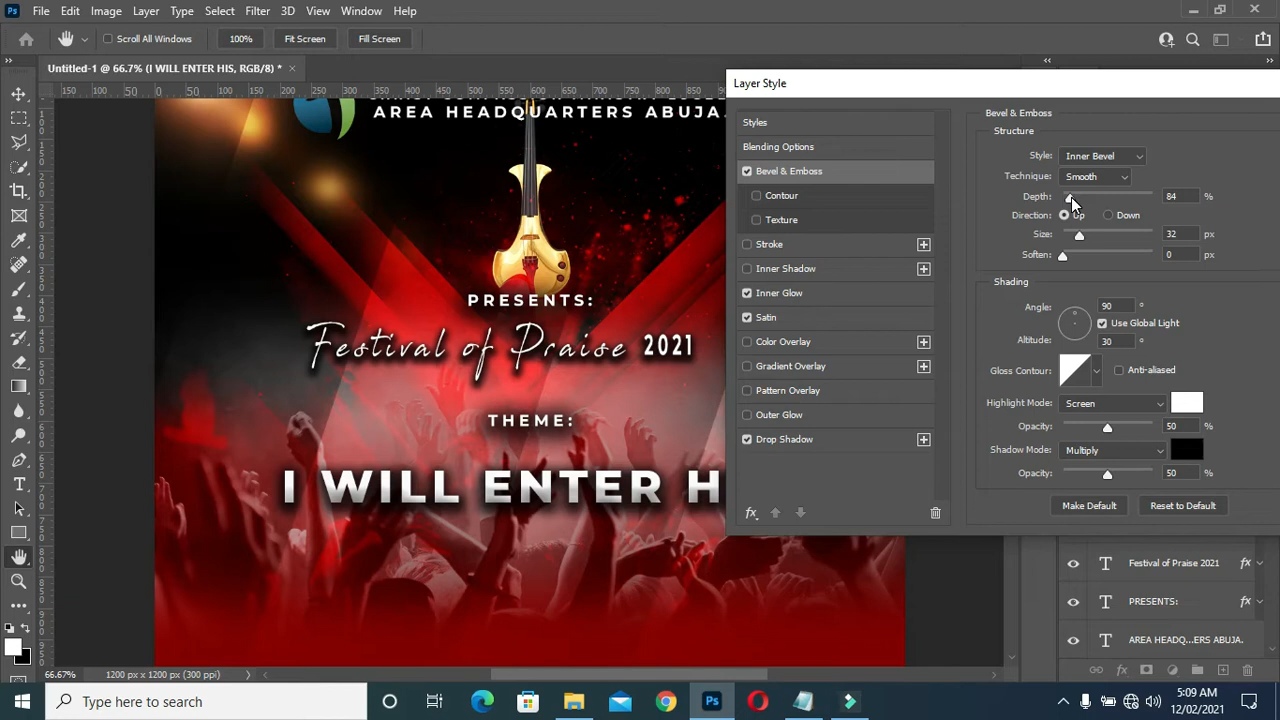 Ps File Edit Image Layer Type Select Filter 3D View Window Help
Scroll All Windows 100% Fit Screen Fill Screen
Untitled-1 @ 66.7% (I WILL ENTER HIS, RGB/8) *
Layer Style
AREA HEADQUARTERS ABUJA.
PRESENTS:
Festival of Praise 2021
THEME:
I WILL ENTER H
Styles
Blending Options
Bevel & Emboss
Contour
Texture
Stroke
Inner Shadow
Inner Glow
Satin
Color Overlay
Gradient Overlay
Pattern Overlay
Outer Glow
Drop Shadow
fx
Bevel & Emboss
Structure
Style: Inner Bevel
Technique: Smooth
Depth: 84 %
Direction: Up Down
Size: 32 px
Soften: 0 px
Shading
Angle: 90 °
Use Global Light
Altitude: 30 °
Gloss Contour: Anti-aliased
Highlight Mode: Screen
Opacity: 50 %
Shadow Mode: Multiply
Opacity: 50 %
Make Default Reset to Default
T Festival of Praise 2021 fx
T PRESENTS: fx
T AREA HEADQ...ERS ABUJA.
66.67% 1200 px x 1200 px (300 ppi)
Type here to search
5:09 AM
12/02/2021